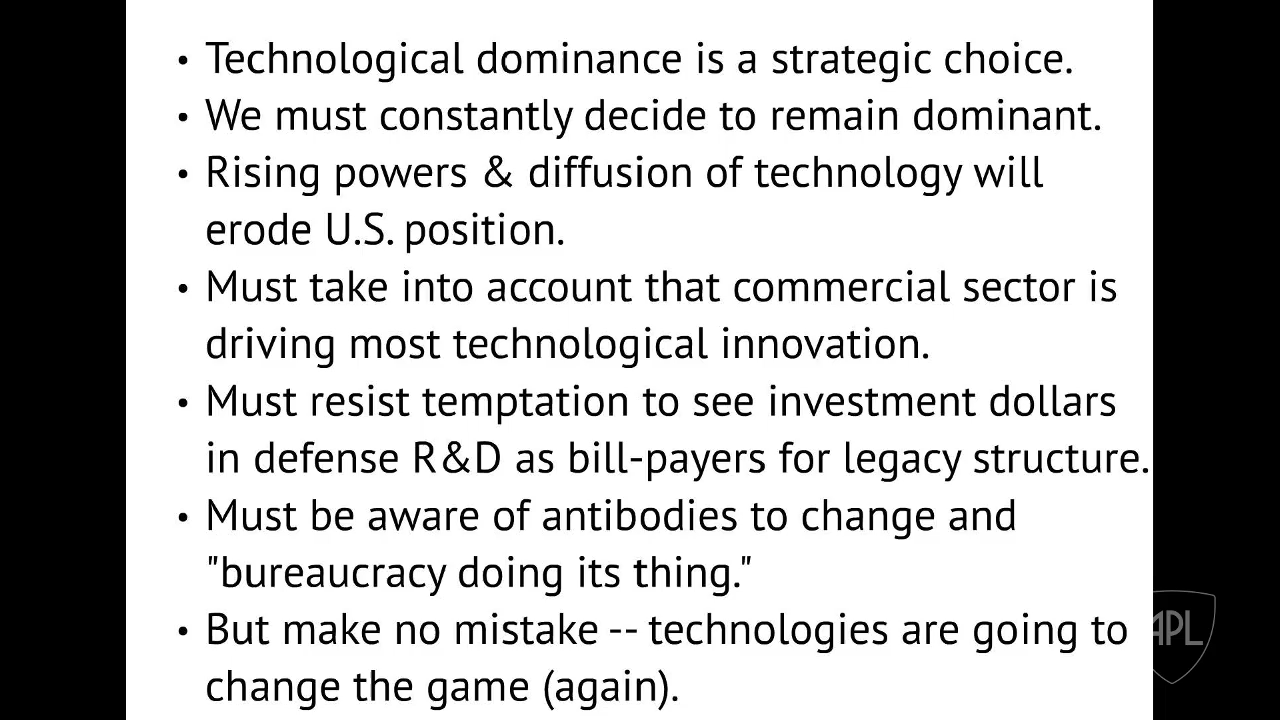 • Technological dominance is a strategic choice.
• We must constantly decide to remain dominant.
• Rising powers & diffusion of technology will
erode U.S. position.
• Must take into account that commercial sector is
driving most technological innovation.
• Must resist temptation to see investment dollars
in defense R&D as bill-payers for legacy structure.
• Must be aware of antibodies to change and
"bureaucracy doing its thing."
• But make no mistake -- technologies are going to
change the game (again).
APL